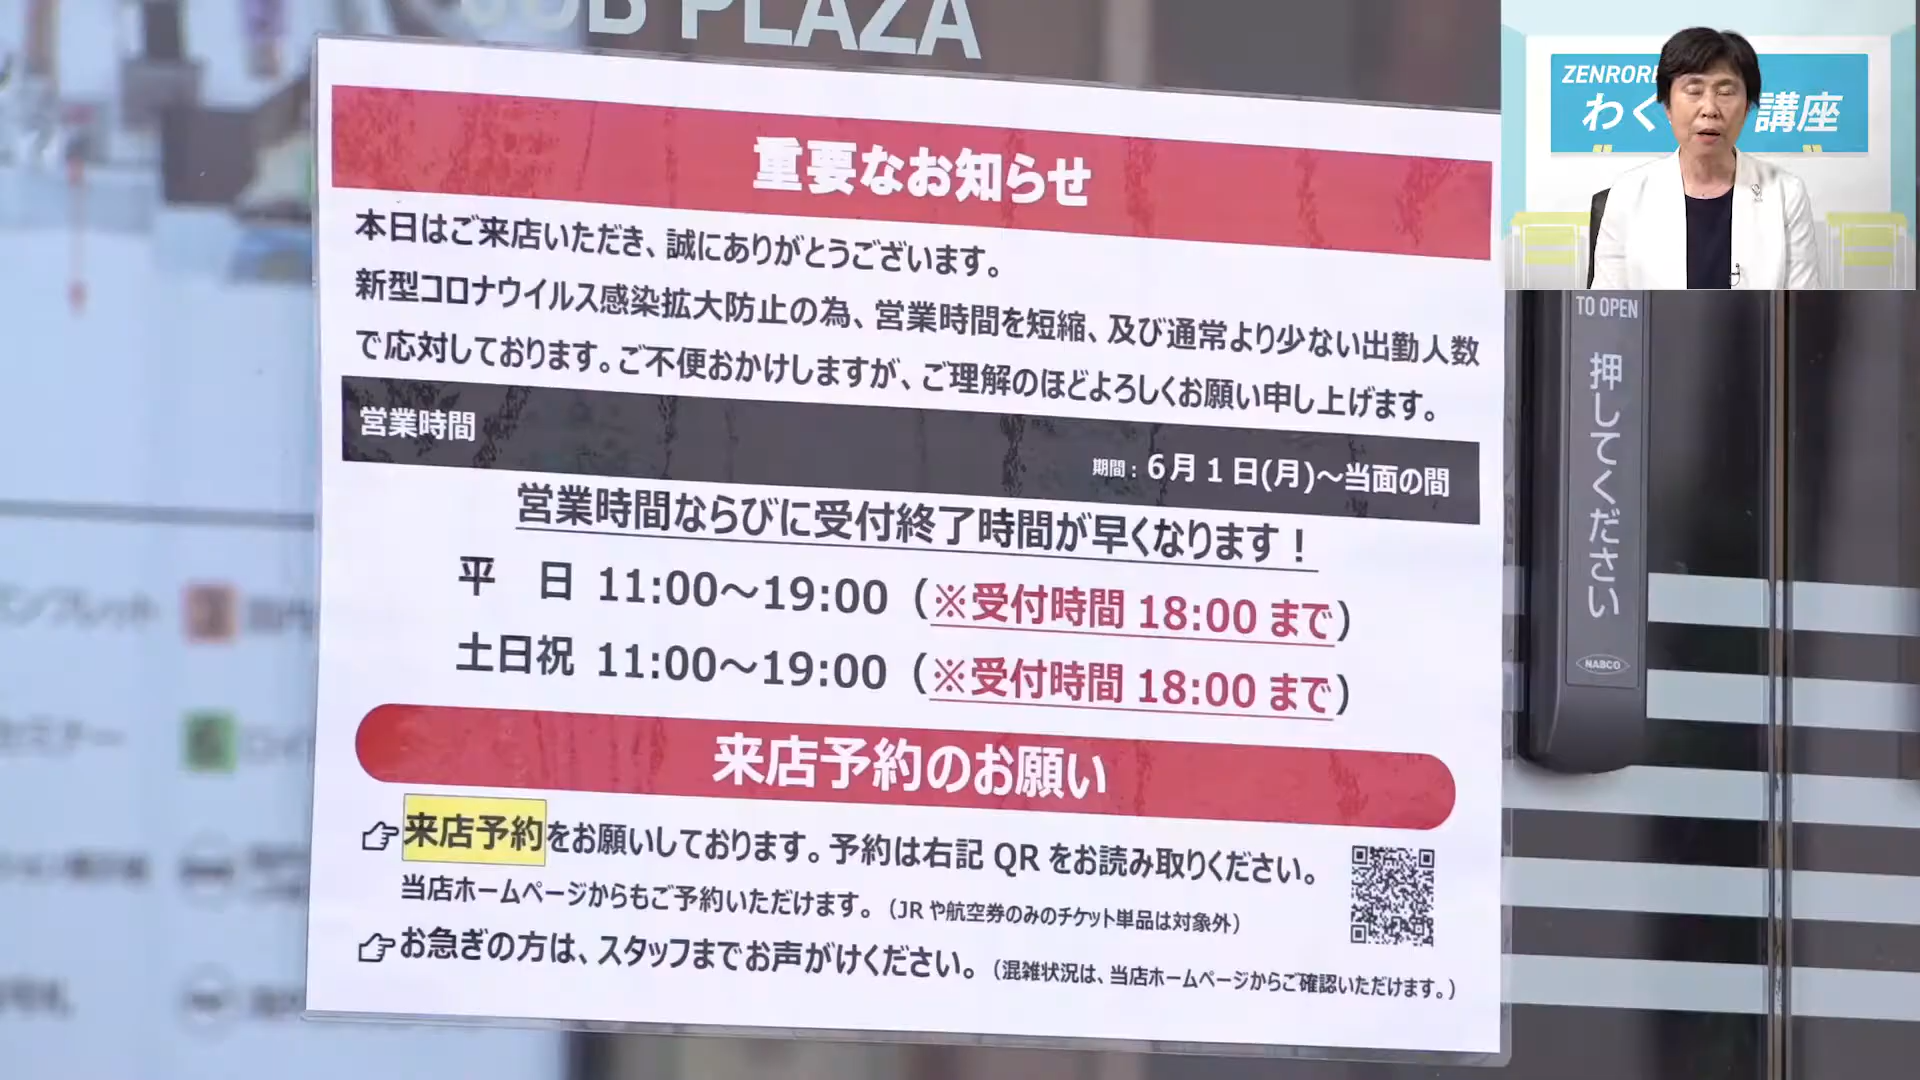 JOB PLAZA
重要なお知らせ
本日はご来店いただき、誠にありがとうございます。
新型コロナウイルス感染拡大防止の為、営業時間を短縮、及び通常より少ない出勤人数
で応対しております。ご不便おかけしますが、ご理解のほどよろしくお願い申し上げます。
営業時間
期間：6月1日(月)～当面の間
営業時間ならびに受付終了時間が早くなります！
平　日 11:00～19:00（※受付時間 18:00 まで）
土日祝 11:00～19:00（※受付時間 18:00 まで）
来店予約のお願い
来店予約をお願いしております。予約は右記 QR をお読み取りください。
当店ホームページからもご予約いただけます。（JR や航空券のみのチケット単品は対象外）
お急ぎの方は、スタッフまでお声がけください。（混雑状況は、当店ホームページからご確認いただけます。）
TO OPEN
押してください
NABCO
ZENRORE
わく 講座
セミナー